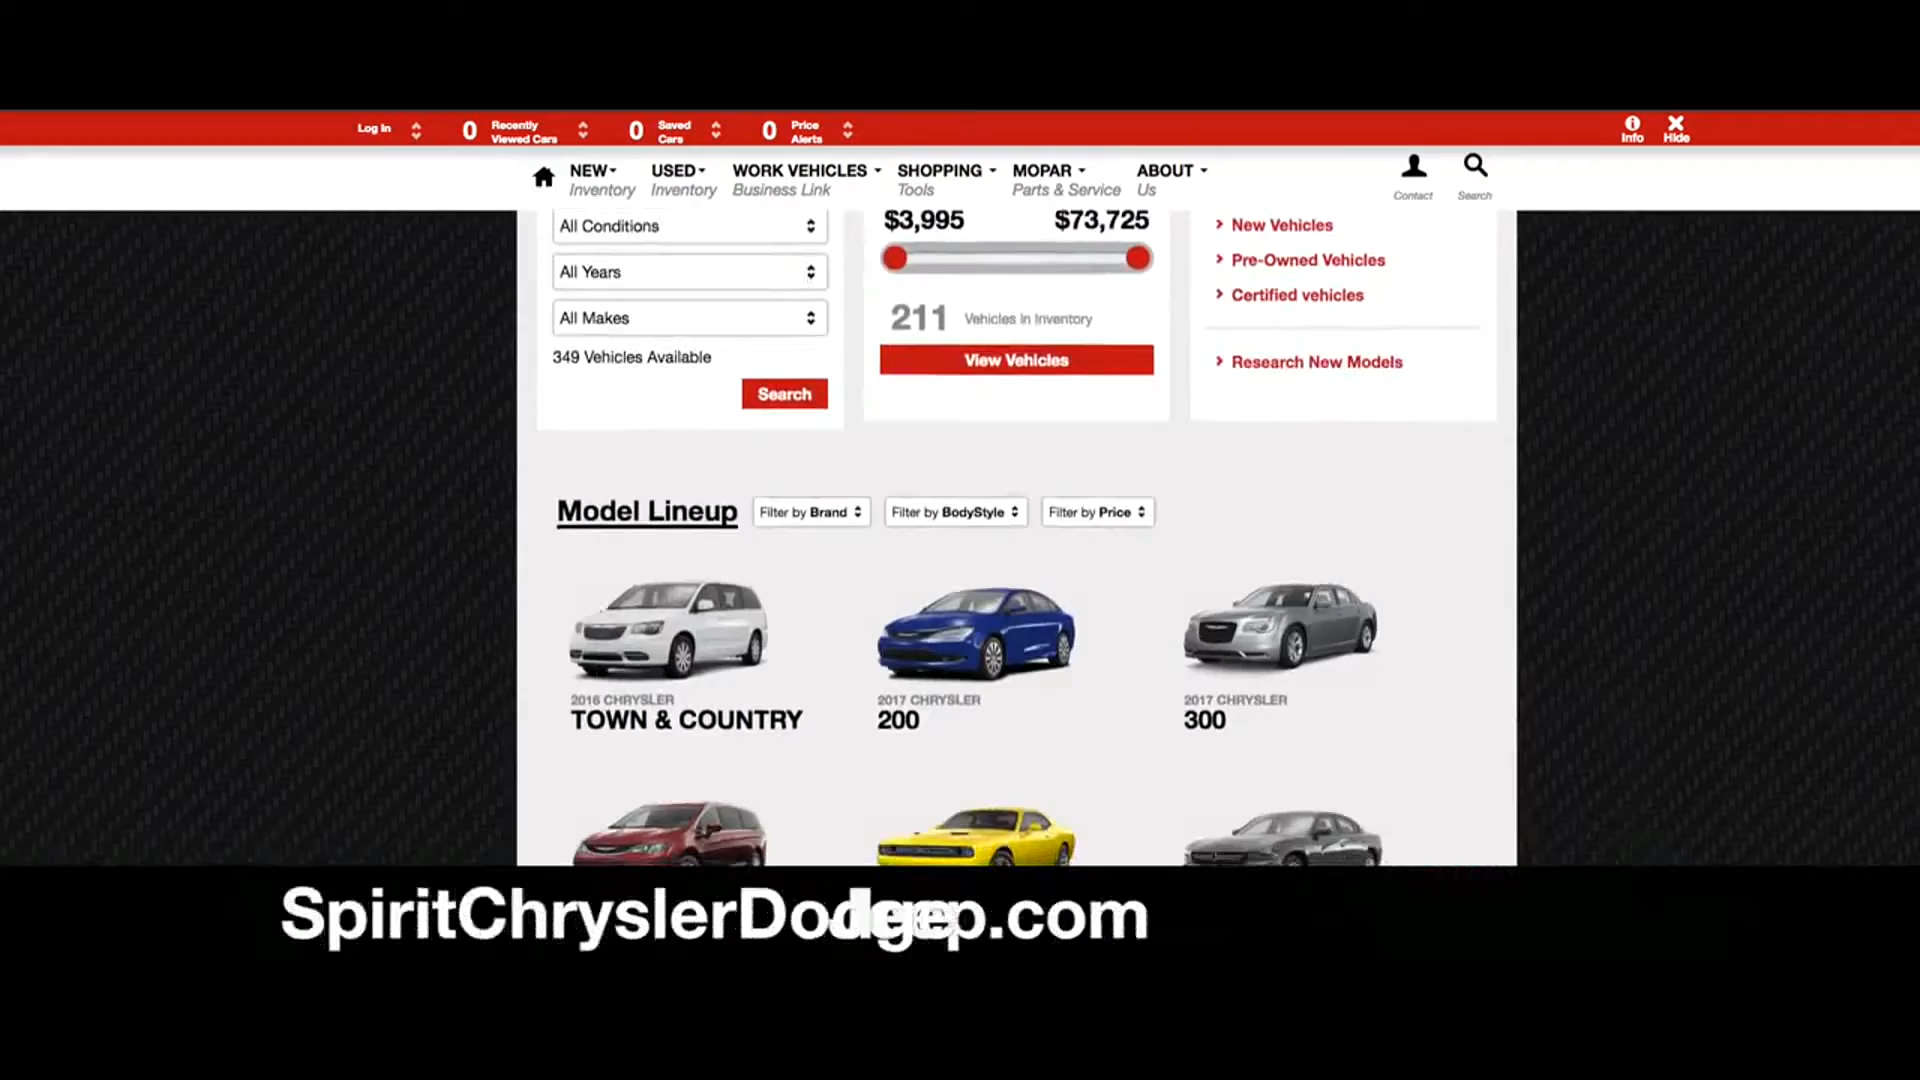 Log In
0 Recently Viewed Cars
0 Saved Cars
0 Price Alerts
Info
Hide
NEW
Inventory
USED
Inventory
WORK VEHICLES
Business Link
SHOPPING
Tools
MOPAR
Parts & Service
ABOUT
Us
Contact
Search
All Conditions
All Years
All Makes
349 Vehicles Available
Search
$3,995 $73,725
211 Vehicles In Inventory
View Vehicles
New Vehicles
Pre-Owned Vehicles
Certified vehicles
Research New Models
Model Lineup
Filter by Brand
Filter by BodyStyle
Filter by Price
2016 CHRYSLER
TOWN & COUNTRY
2017 CHRYSLER
200
2017 CHRYSLER
300